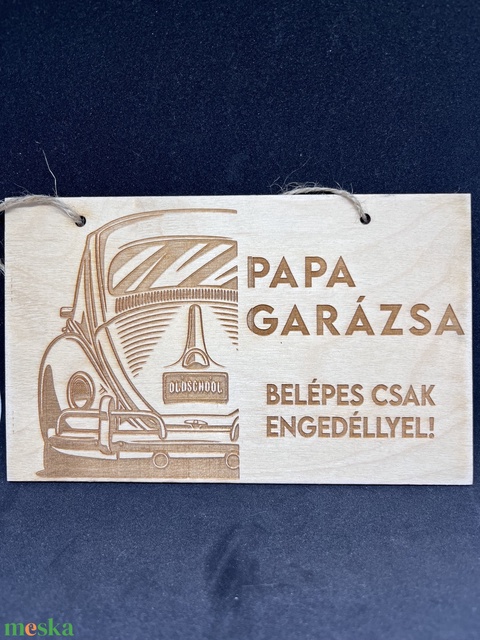 PAPA
GARÁZSA
BELÉPES CSAK
ENGEDÉLLYEL!
OLDSCHOOL
meska